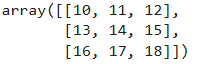 array([[10, 11, 12],
       [13, 14, 15],
       [16, 17, 18]])